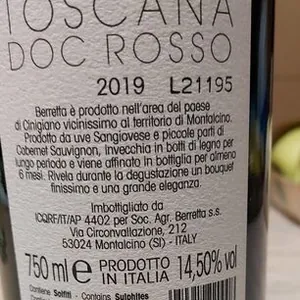 TOSCANA
DOC ROSSO
2019 L21195
Berretta è prodotto nell'area del paese
di Cinigiano vicinissimo al territorio di Montalcino.
Prodotto da uve Sangiovese e piccole parti di
Cabernet Sauvignon, Invecchia in botti di legno per
lungo periodo e viene affinato in bottiglia per almeno
6 mesi. Rivela durante la degustazione un bouquet
finissimo e una grande eleganza.
Imbottigliato da
ICQRF/IT/AP 4402 per Soc. Agr. Berretta s.s.
Via Circonvallazione, 212
53024 Montalcino (SI) - ITALY
750 ml e PRODOTTO IN ITALIA 14,50% vol
Contiene Solfiti - Contains Sulphites